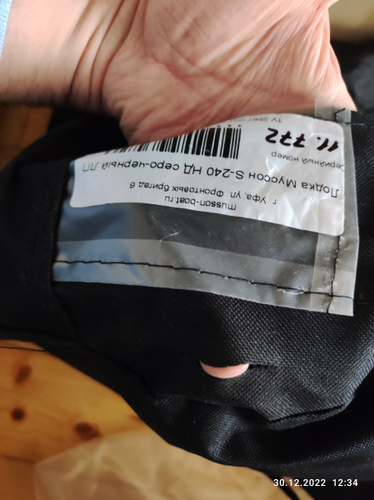 musson-boat.ru
г. Уфа, ул. Фронтовых бригад 6
Лодка Муссон S-240 НД серо-черный ЛП
Серийный номер
11.772
30.12.2022 12:34